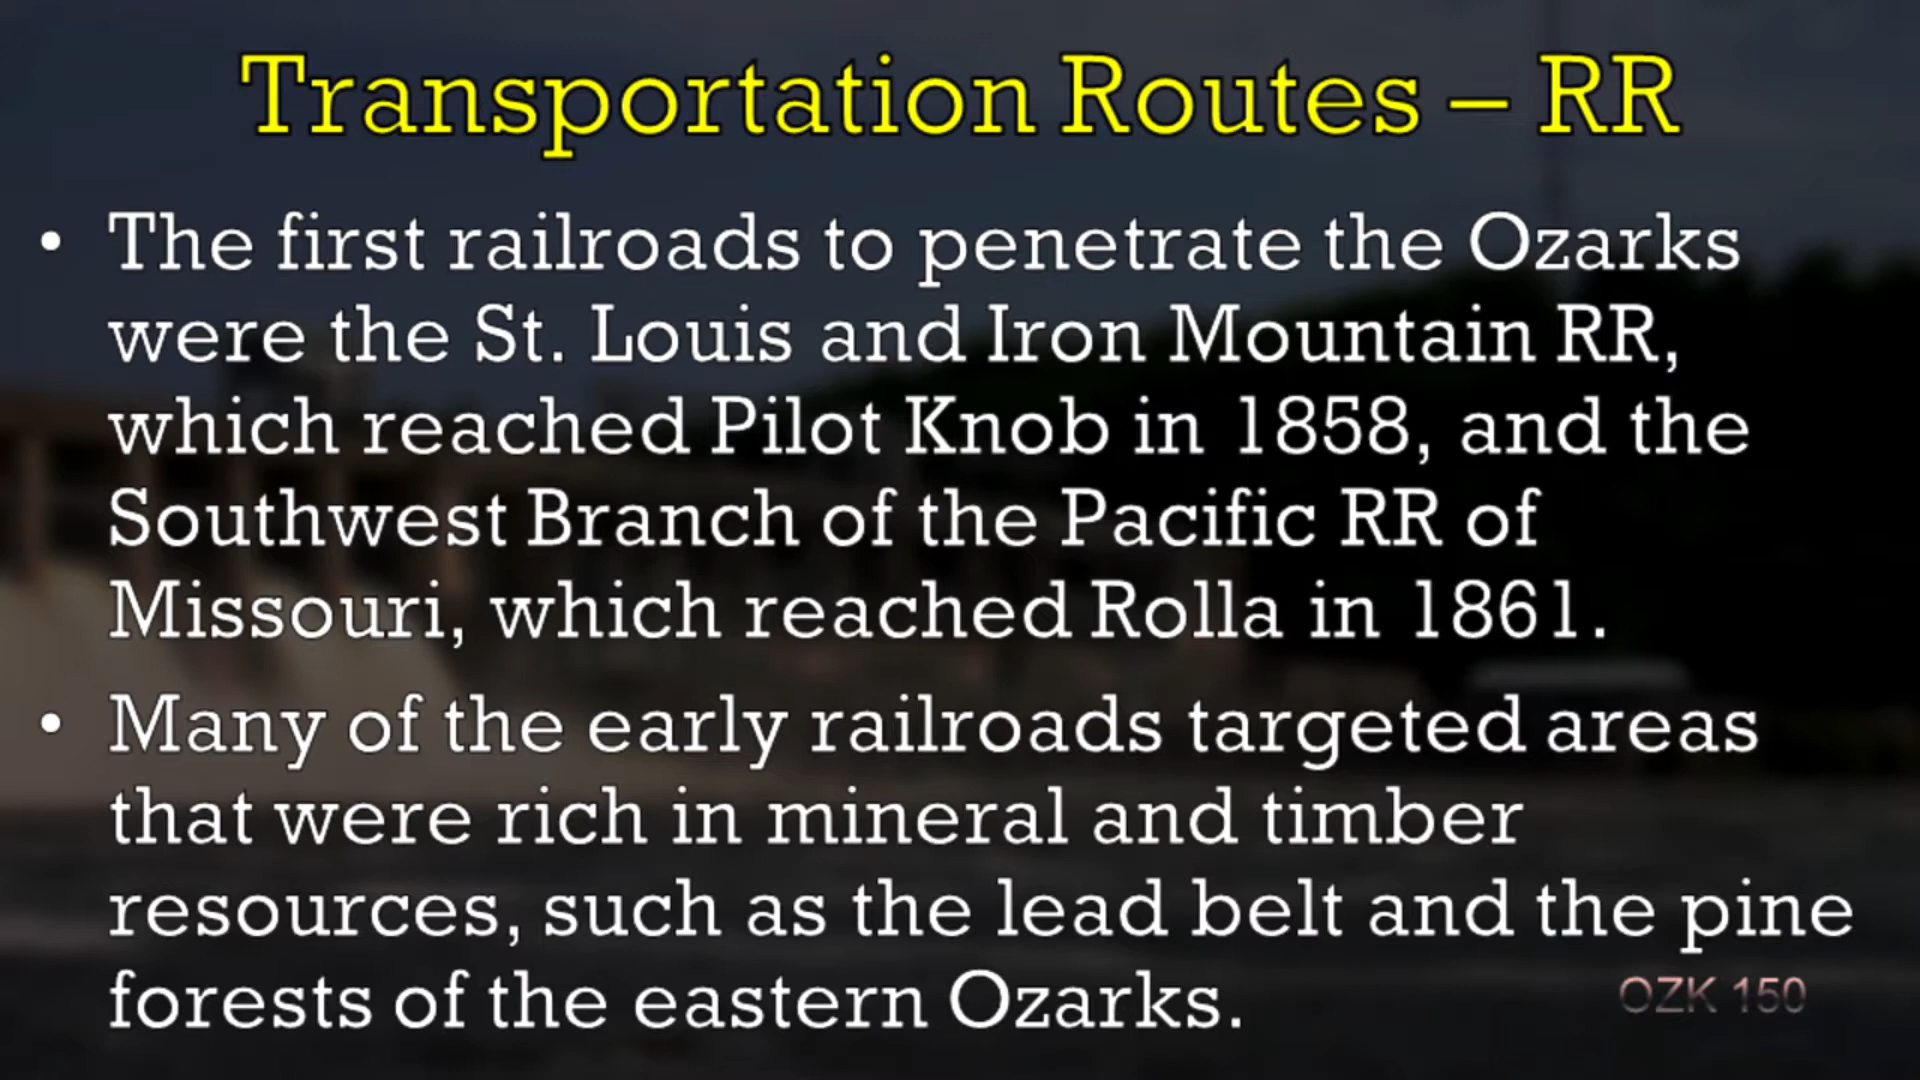 Transportation Routes – RR
• The first railroads to penetrate the Ozarks
were the St. Louis and Iron Mountain RR,
which reached Pilot Knob in 1858, and the
Southwest Branch of the Pacific RR of
Missouri, which reached Rolla in 1861.
• Many of the early railroads targeted areas
that were rich in mineral and timber
resources, such as the lead belt and the pine
forests of the eastern Ozarks.
OZK 150